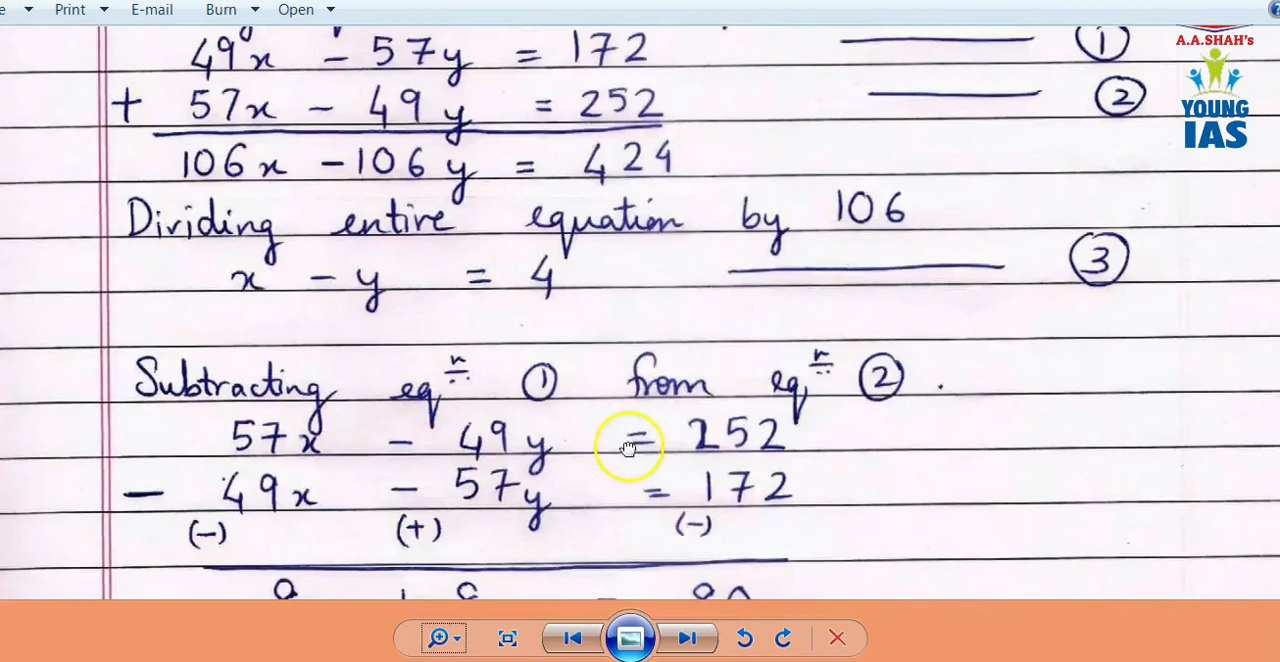 Print E-mail Burn Open
49x - 57y = 172 ①
+ 57x - 49y = 252 ②
106x - 106y = 424
Dividing entire equation by 106
x - y = 4 ③
Subtracting eqn ① from eqn ② .
57x - 49y = 252
- 49x - 57y = 172
(-) (+) (-)
A.A.SHAH's
YOUNG
IAS